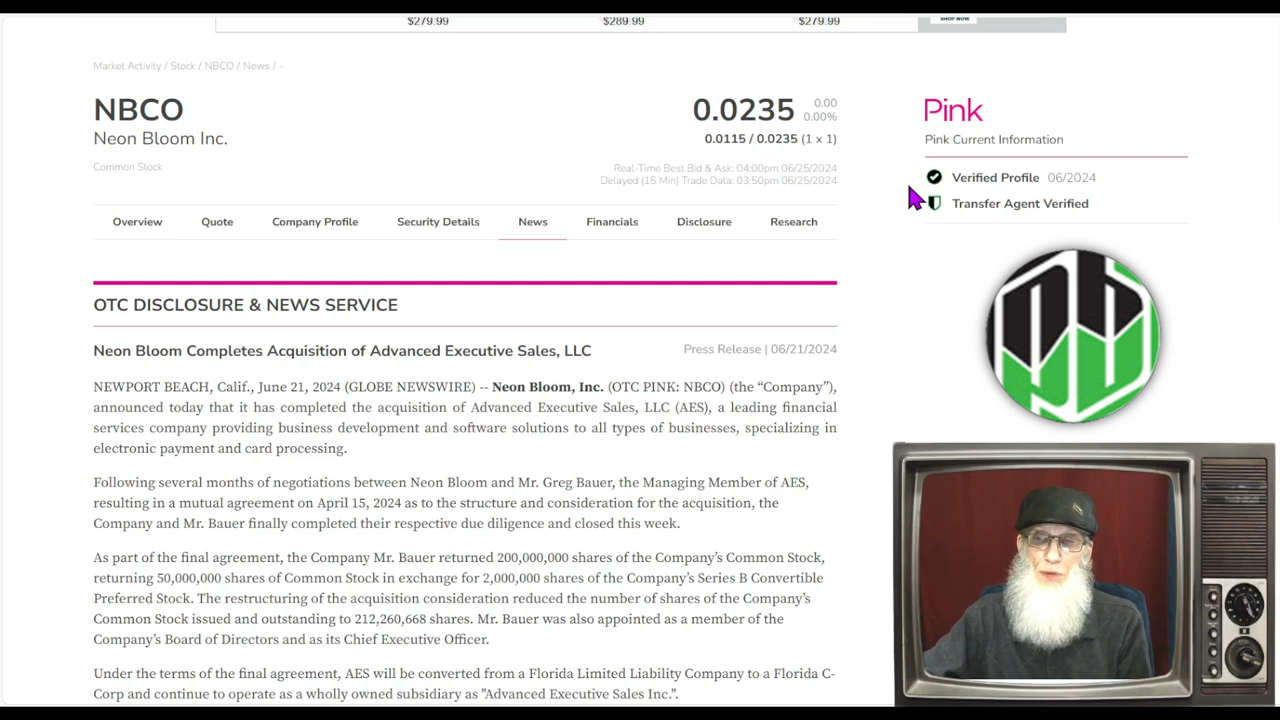 $279.99 $289.99 $279.99 SHOP NOW
Market Activity / Stock / NBCO / News / -
NBCO
Neon Bloom Inc.
Common Stock
0.0235 0.00
0.00%
0.0115 / 0.0235 (1 x 1)
Real-Time Best Bid & Ask: 04:00pm 06/25/2024
Delayed (15 Min) Trade Data: 03:50pm 06/25/2024
Pink
Pink Current Information
Verified Profile 06/2024
Transfer Agent Verified
Overview Quote Company Profile Security Details News Financials Disclosure Research
OTC DISCLOSURE & NEWS SERVICE
Neon Bloom Completes Acquisition of Advanced Executive Sales, LLC Press Release | 06/21/2024
NEWPORT BEACH, Calif., June 21, 2024 (GLOBE NEWSWIRE) -- Neon Bloom, Inc. (OTC PINK: NBCO) (the “Company”),
announced today that it has completed the acquisition of Advanced Executive Sales, LLC (AES), a leading financial
services company providing business development and software solutions to all types of businesses, specializing in
electronic payment and card processing.
Following several months of negotiations between Neon Bloom and Mr. Greg Bauer, the Managing Member of AES,
resulting in a mutual agreement on April 15, 2024 as to the structure and consideration for the acquisition, the
Company and Mr. Bauer finally completed their respective due diligence and closed this week.
As part of the final agreement, the Company Mr. Bauer returned 200,000,000 shares of the Company’s Common Stock,
returning 50,000,000 shares of Common Stock in exchange for 2,000,000 shares of the Company’s Series B Convertible
Preferred Stock. The restructuring of the acquisition consideration reduced the number of shares of the Company’s
Common Stock issued and outstanding to 212,260,668 shares. Mr. Bauer was also appointed as a member of the
Company’s Board of Directors and as its Chief Executive Officer.
Under the terms of the final agreement, AES will be converted from a Florida Limited Liability Company to a Florida C-
Corp and continue to operate as a wholly owned subsidiary as "Advanced Executive Sales Inc.".